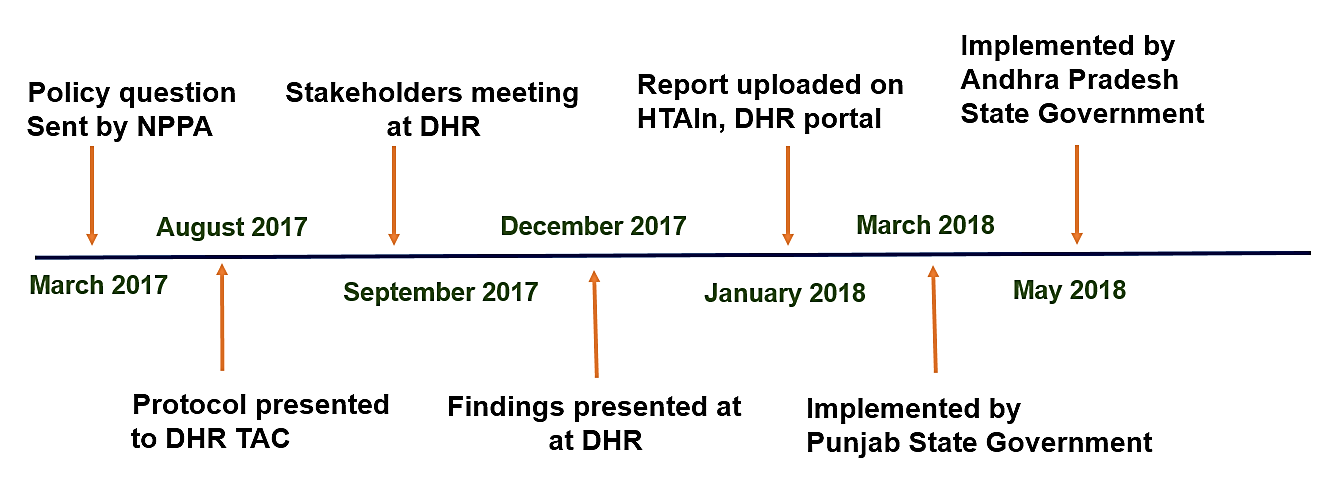 Implemented by
Andhra Pradesh
State Government
Report uploaded on
HTAIn, DHR portal
Policy question
Sent by NPPA
Stakeholders meeting
at DHR
August 2017
December 2017
March 2018
March 2017
September 2017
January 2018
May 2018
Protocol presented
to DHR TAC
Findings presented at
at DHR
Implemented by
Punjab State Government